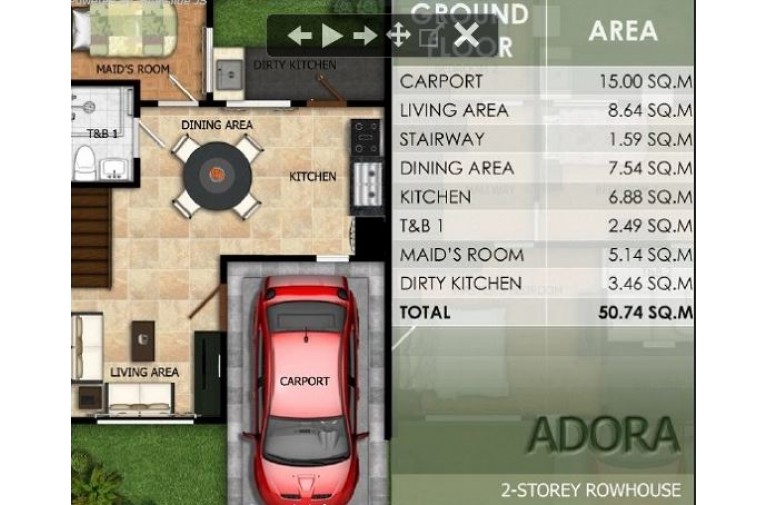 GROUND
FLOOR
AREA
CARPORT 15.00 SQ.M
LIVING AREA 8.64 SQ.M
STAIRWAY 1.59 SQ.M
DINING AREA 7.54 SQ.M
KITCHEN 6.88 SQ.M
T&B 1 2.49 SQ.M
MAID'S ROOM 5.14 SQ.M
DIRTY KITCHEN 3.46 SQ.M
TOTAL 50.74 SQ.M
ADORA
2-STOREY ROWHOUSE
MAID'S ROOM
DIRTY KITCHEN
T&B 1
DINING AREA
KITCHEN
LIVING AREA
CARPORT